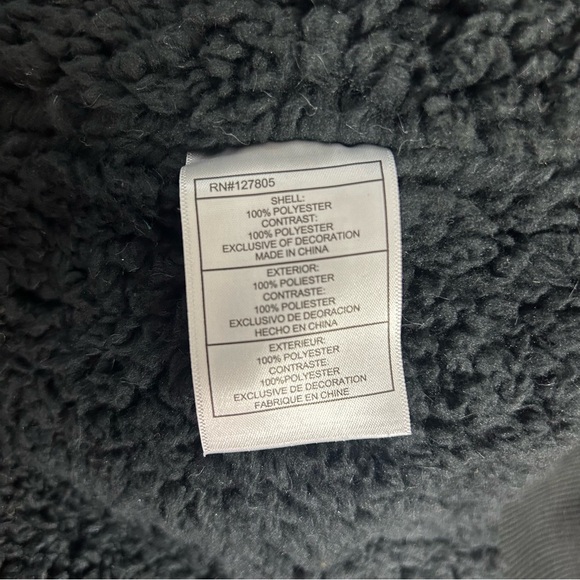 RN#127805
SHELL:
100% POLYESTER
CONTRAST:
100% POLYESTER
EXCLUSIVE OF DECORATION
MADE IN CHINA
EXTERIOR:
100% POLIESTER
CONTRASTE:
100% POLIESTER
EXCLUSIVO DE DEORACION
HECHO EN CHINA
EXTERIEUR:
100% POLYESTER
CONTRASTE:
100%POLYESTER
EXCLUSIVE DE DECORATION
FABRIQUE EN CHINE